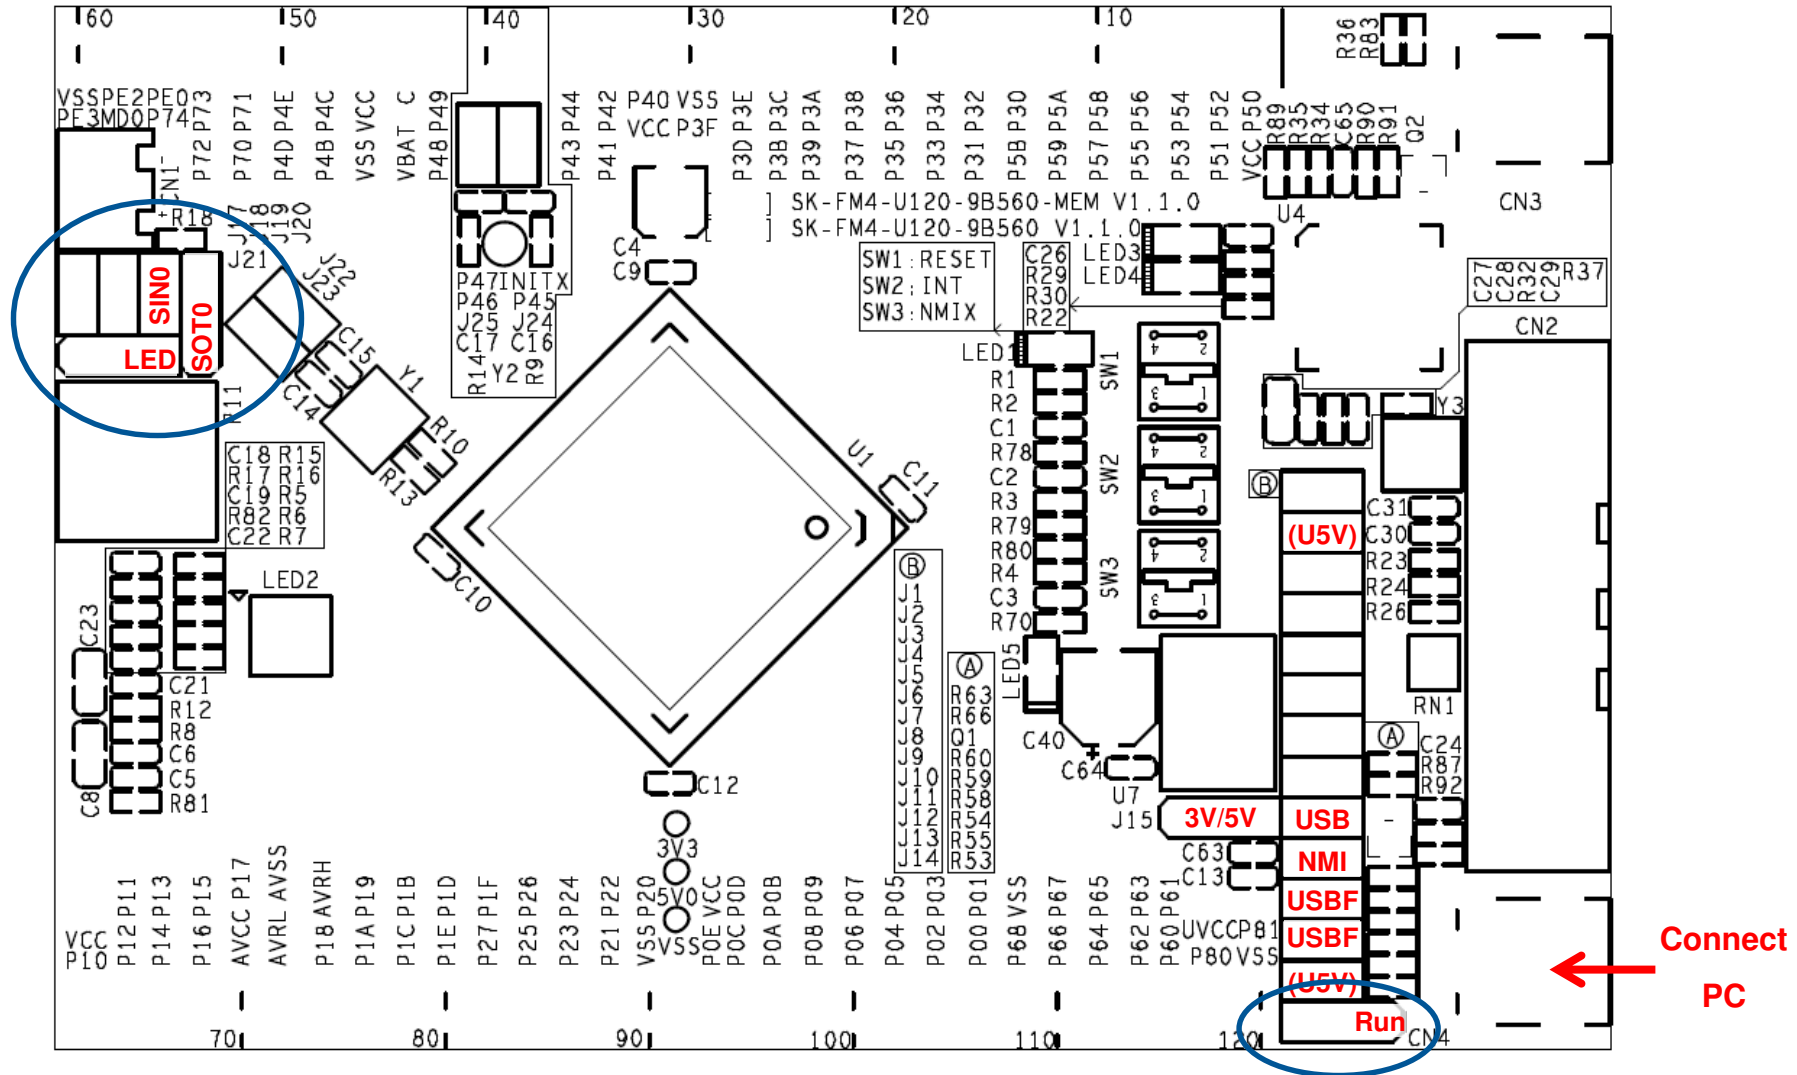 60 50 40 30 20 10
VSSPE2PE0
PE3MD0P74
P72 P73
P70 P71
P4D P4E
P4B P4C
VSS VCC
VBAT C
P48 P49
P43 P44
P41 P42
P40 VSS
VCC P3F
P3D P3E
P3B P3C
P39 P3A
P37 P38
P35 P36
P33 P34
P31 P32
P5B P30
P59 P5A
P57 P58
P55 P56
P53 P54
P51 P52
VCC P50
R89
R35
R34
C65
R90
R91
Q2
R36
R83
CN3
U4
[ ] SK-FM4-U120-9B560-MEM V1.1.0
[ ] SK-FM4-U120-9B560 V1.1.0
CN1
+R18
J17
J18
J19
J20
J21
J22
J23
SIN0
SOT0
LED
C15
C14
Y1
R10
R13
P47INITX
P46 P45
J25 J24
C17 C16
R14 Y2 R9
C4
C9
SW1:RESET
SW2:INT
SW3:NMIX
C26
R29
R30
R22
LED3
LED4
C27
C28
R32
C29
R37
CN2
LED1
R1
R2
C1
R78
C2
R3
R79
R80
R4
C3
R70
SW1
4 2
3 1
SW2
4 2
3 1
SW3
4 2
3 1
Y3
U1
C11
C10
C12
C18 R15
R17 R16
C19 R5
R82 R6
C22 R7
LED2
C23
C21
R12
R8
C6
C5
R81
C8
B
J1
J2
J3
J4
J5
J6
J7
J8
J9
J10
J11
J12
J13
J14
A
R63
R66
Q1
R60
R59
R58
R54
R55
R53
LED5
C40
+
C64
U7
J15
3V/5V
B
(U5V)
C31
C30
R23
R24
R26
RN1
A
C24
R87
R92
USB
NMI
USBF
USBF
(U5V)
Run
C63
C13
3V3
5V0
VSS
VCC
P10
P12 P11
P14 P13
P16 P15
AVCC P17
AVRL AVSS
P18 AVRH
P1A P19
P1C P1B
P1E P1D
P27 P1F
P25 P26
P23 P24
P21 P22
VSS P20
P0E VCC
P0C P0D
P0A P0B
P08 P09
P06 P07
P04 P05
P02 P03
P00 P01
P68 VSS
P66 P67
P64 P65
P62 P63
P60 P61
UVCCP81
P80 VSS
Connect
PC
CN4
70 80 90 100 110 120